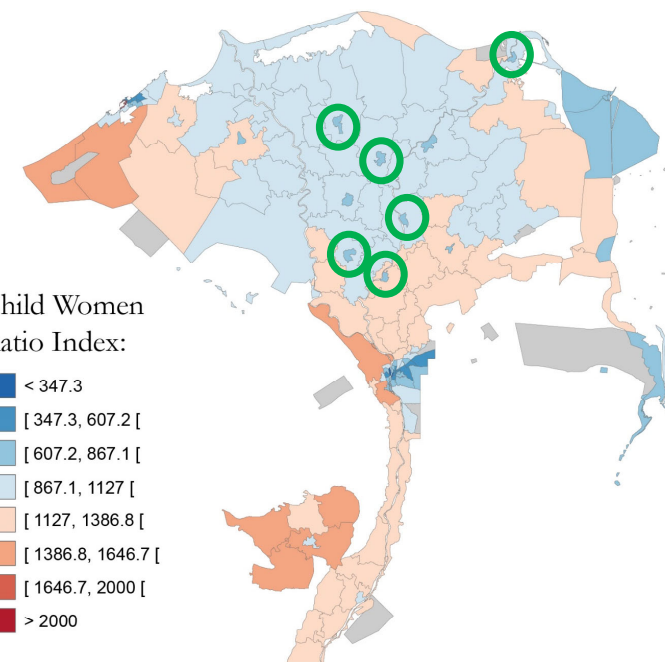 hild Women
atio Index:
< 347.3
[ 347.3, 607.2 [
[ 607.2, 867.1 [
[ 867.1, 1127 [
[ 1127, 1386.8 [
[ 1386.8, 1646.7 [
[ 1646.7, 2000 [
> 2000